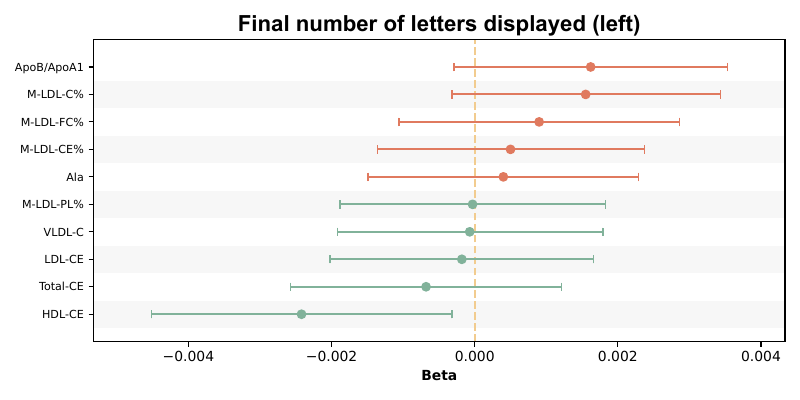 Final number of letters displayed (left)
ApoB/ApoA1
M-LDL-C%
M-LDL-FC%
M-LDL-CE%
Ala
M-LDL-PL%
VLDL-C
LDL-CE
Total-CE
HDL-CE
−0.004 −0.002 0.000 0.002 0.004
Beta